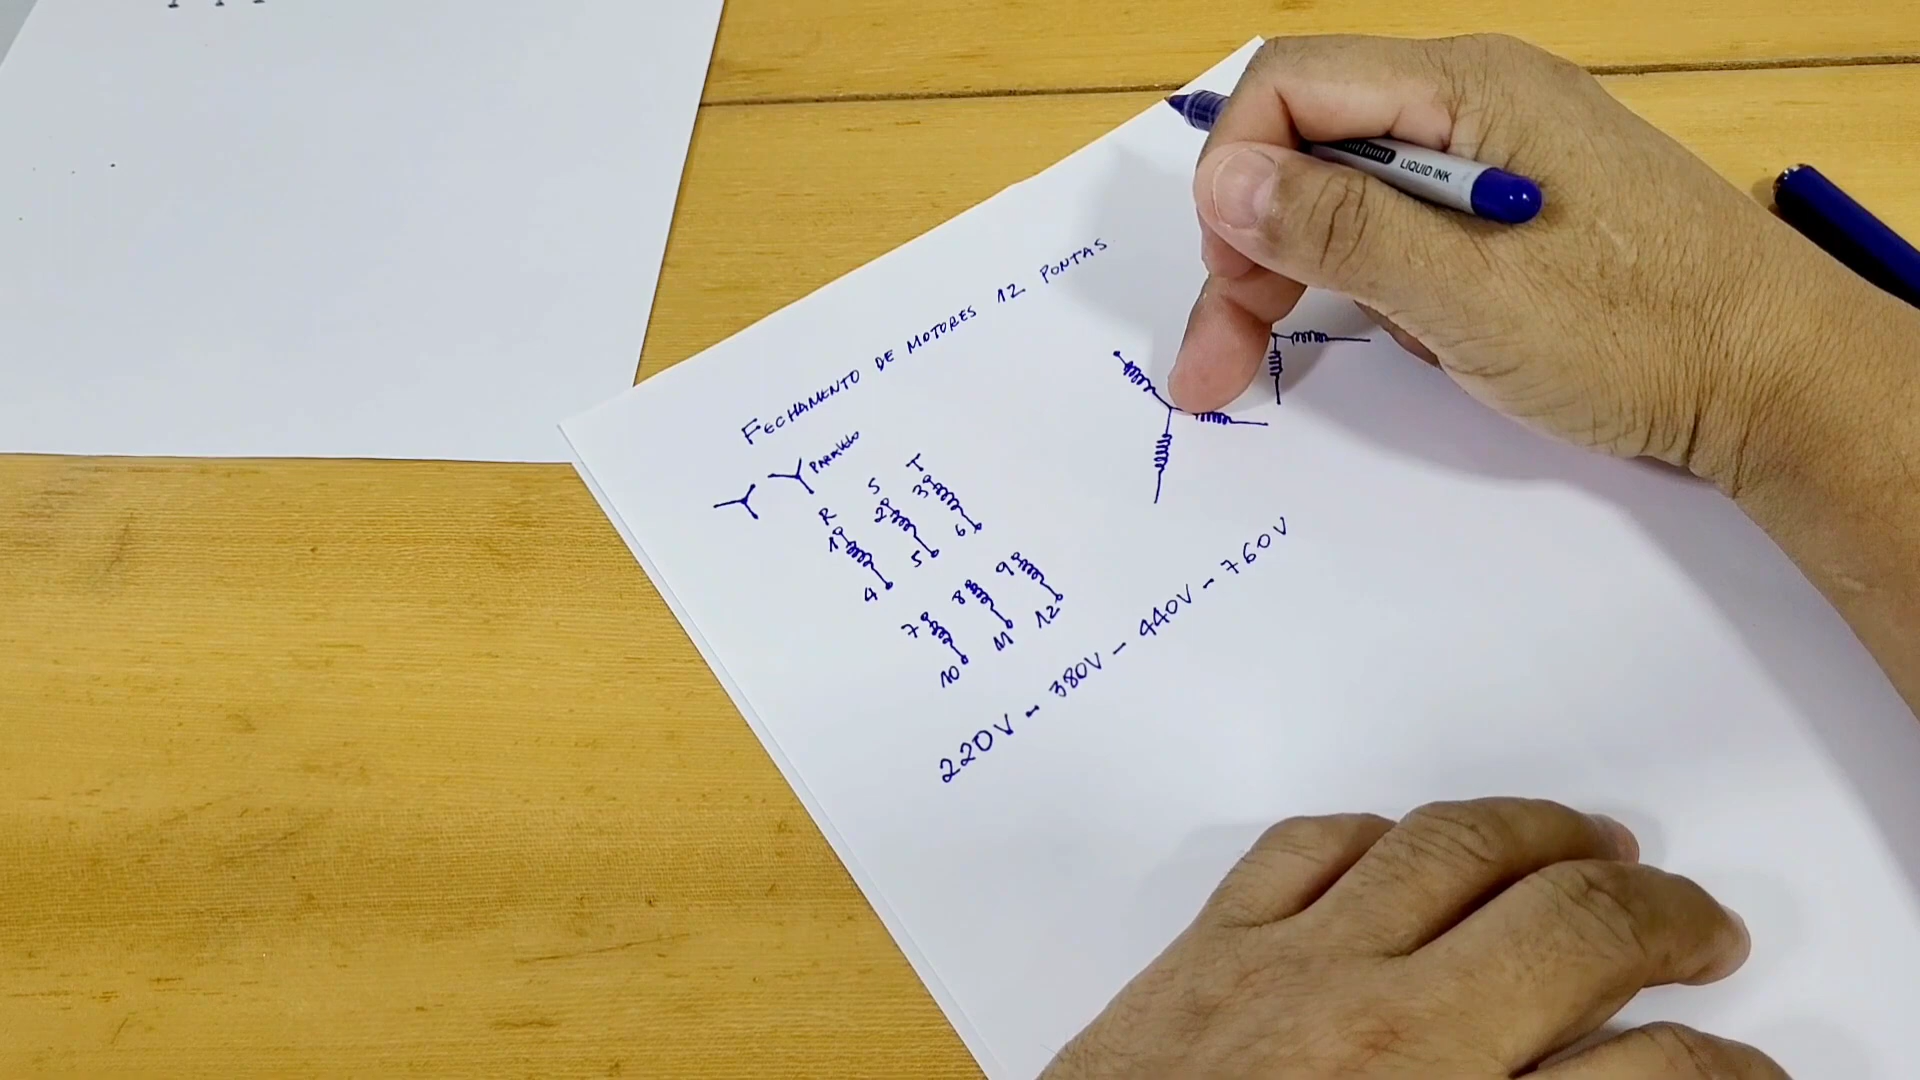 FECHAMENTO DE MOTORES 12 PONTAS
PARALELO
R S T
1 2 3
4 5 6
7 8 9
10 11 12
220V - 380V - 440V - 760V
LIQUID INK